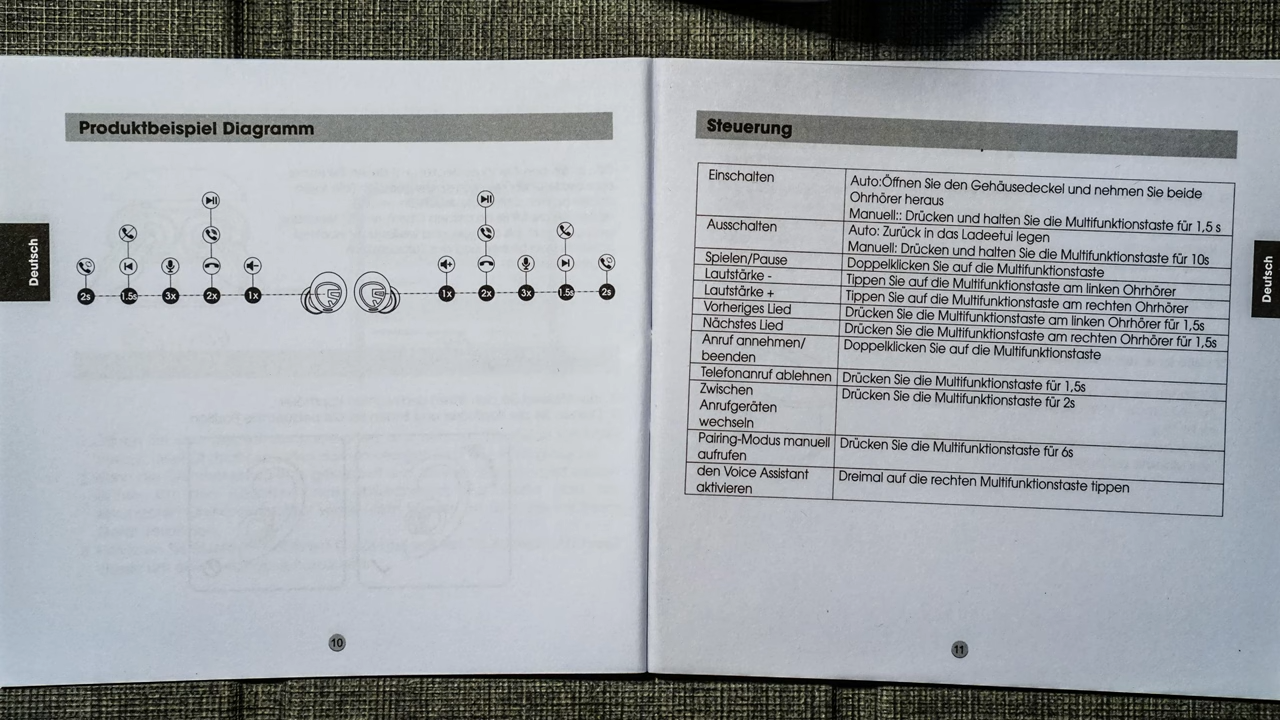 Produktbeispiel Diagramm
Deutsch
2s 1.5s 3x 2x 1x 1x 2x 3x 1.5s 2s
10
Steuerung
Einschalten
Auto:Öffnen Sie den Gehäusedeckel und nehmen Sie beide
Ohrhörer heraus
Manuell:: Drücken und halten Sie die Multifunktionstaste für 1,5 s
Ausschalten
Auto: Zurück in das Ladeetui legen
Manuell: Drücken und halten Sie die Multifunktionstaste für 10s
Spielen/Pause
Doppelklicken Sie auf die Multifunktionstaste
Lautstärke -
Tippen Sie auf die Multifunktionstaste am linken Ohrhörer
Lautstärke +
Tippen Sie auf die Multifunktionstaste am rechten Ohrhörer
Vorheriges Lied
Drücken Sie die Multifunktionstaste am linken Ohrhörer für 1,5s
Nächstes Lied
Drücken Sie die Multifunktionstaste am rechten Ohrhörer für 1,5s
Anruf annehmen/
beenden
Doppelklicken Sie auf die Multifunktionstaste
Telefonanruf ablehnen
Drücken Sie die Multifunktionstaste für 1,5s
Zwischen
Anrufgeräten
wechseln
Drücken Sie die Multifunktionstaste für 2s
Pairing-Modus manuell
aufrufen
Drücken Sie die Multifunktionstaste für 6s
den Voice Assistant
aktivieren
Dreimal auf die rechten Multifunktionstaste tippen
Deutsch
11